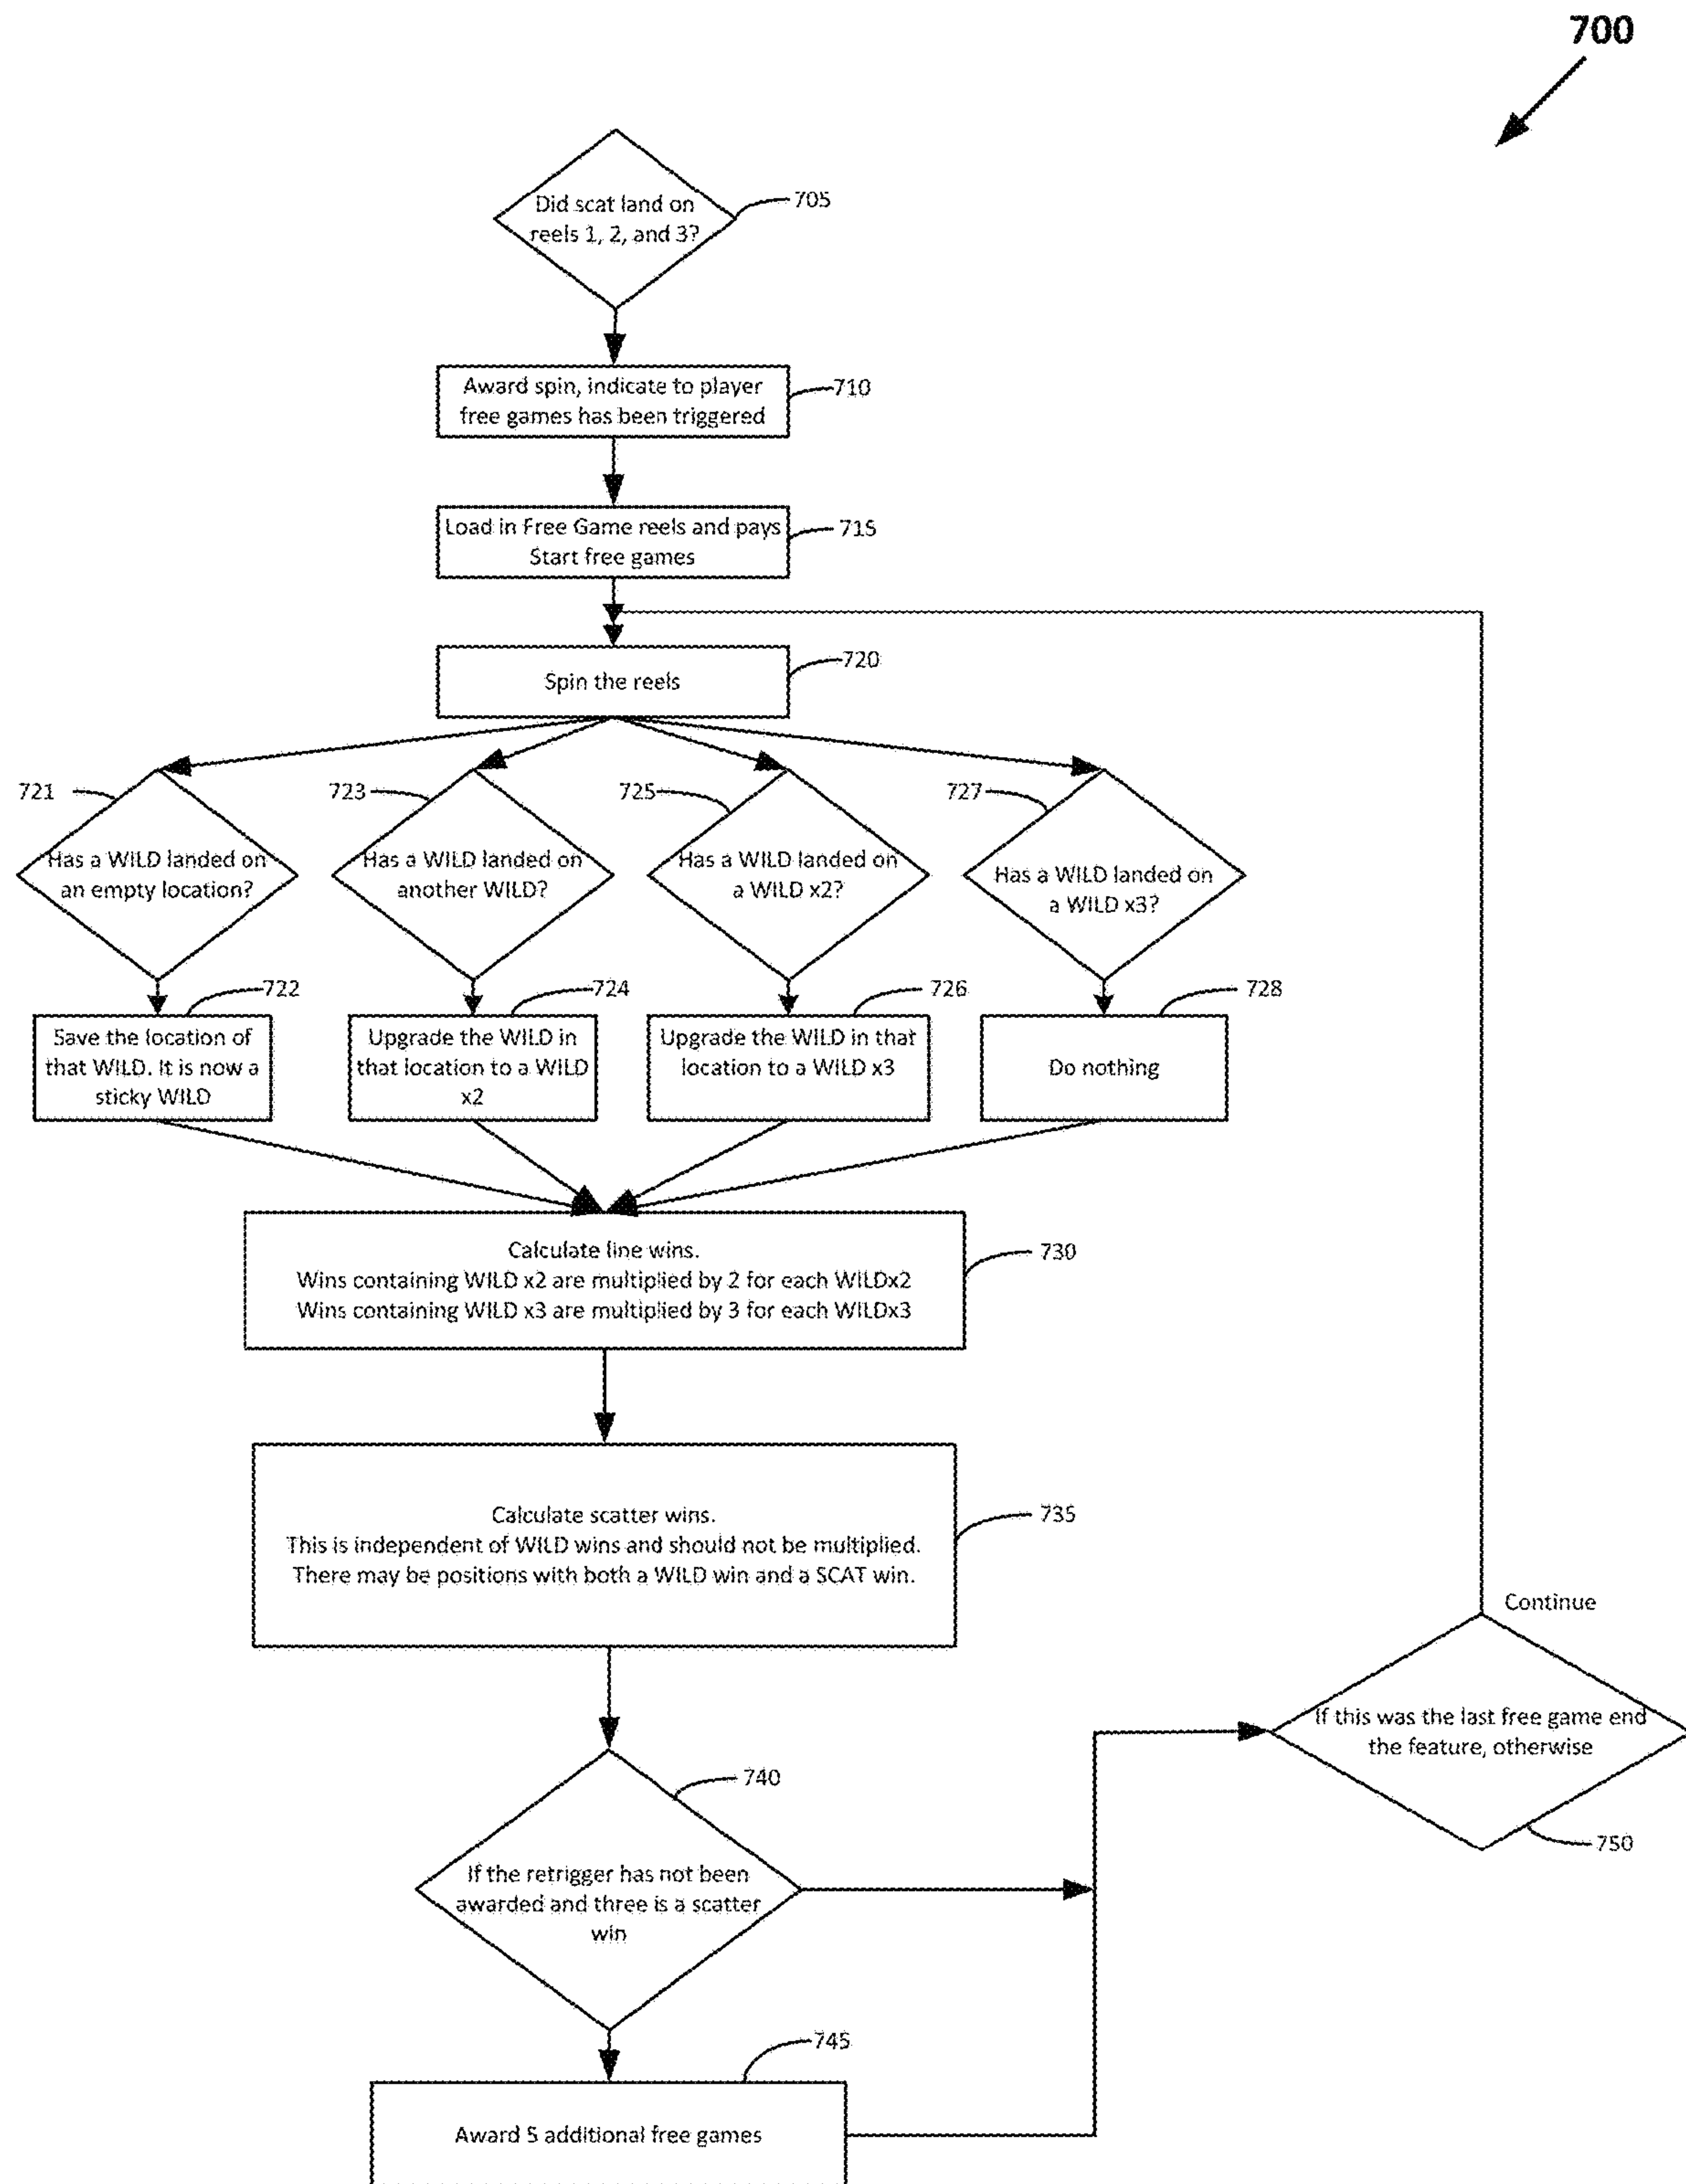 700
Did scat land on
reels 1, 2, and 3?
705
Award spin, indicate to player
free games has been triggered
710
Load in Free Game reels and pays
Start free games
715
Spin the reels
720
721
Has a WILD landed on
an empty location?
723
Has a WILD landed on
another WILD?
725
Has a WILD landed on
a WILD x2?
727
Has a WILD landed on
a WILD x3?
722
Save the location of
that WILD. It is now a
sticky WILD
724
Upgrade the WILD in
that location to a WILD
x2
726
Upgrade the WILD in that
location to a WILD x3
728
Do nothing
Calculate line wins.
Wins containing WILD x2 are multiplied by 2 for each WILDx2
Wins containing WILD x3 are multiplied by 3 for each WILDx3
730
Calculate scatter wins.
This is independent of WILD wins and should not be multiplied.
There may be positions with both a WILD win and a SCAT win.
735
Continue
If this was the last free game end
the feature, otherwise
750
740
If the retrigger has not been
awarded and three is a scatter
win
745
Award 5 additional free games